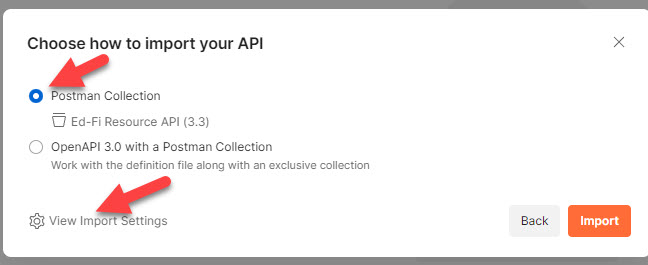 Choose how to import your API
Postman Collection
Ed-Fi Resource API (3.3)
OpenAPI 3.0 with a Postman Collection
Work with the definition file along with an exclusive collection
View Import Settings
Back
Import